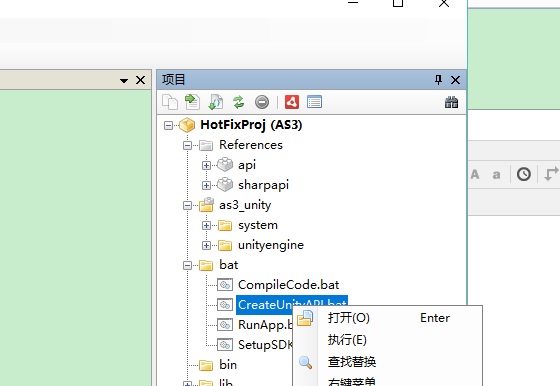 项目
HotFixProj (AS3)
References
api
sharpapi
as3_unity
system
unityengine
bat
CompileCode.bat
CreateUnityAPI.bat
RunApp.b
SetupSDK
bin
lib
打开(O) Enter
执行(E)
查找替换
右键菜单
A a